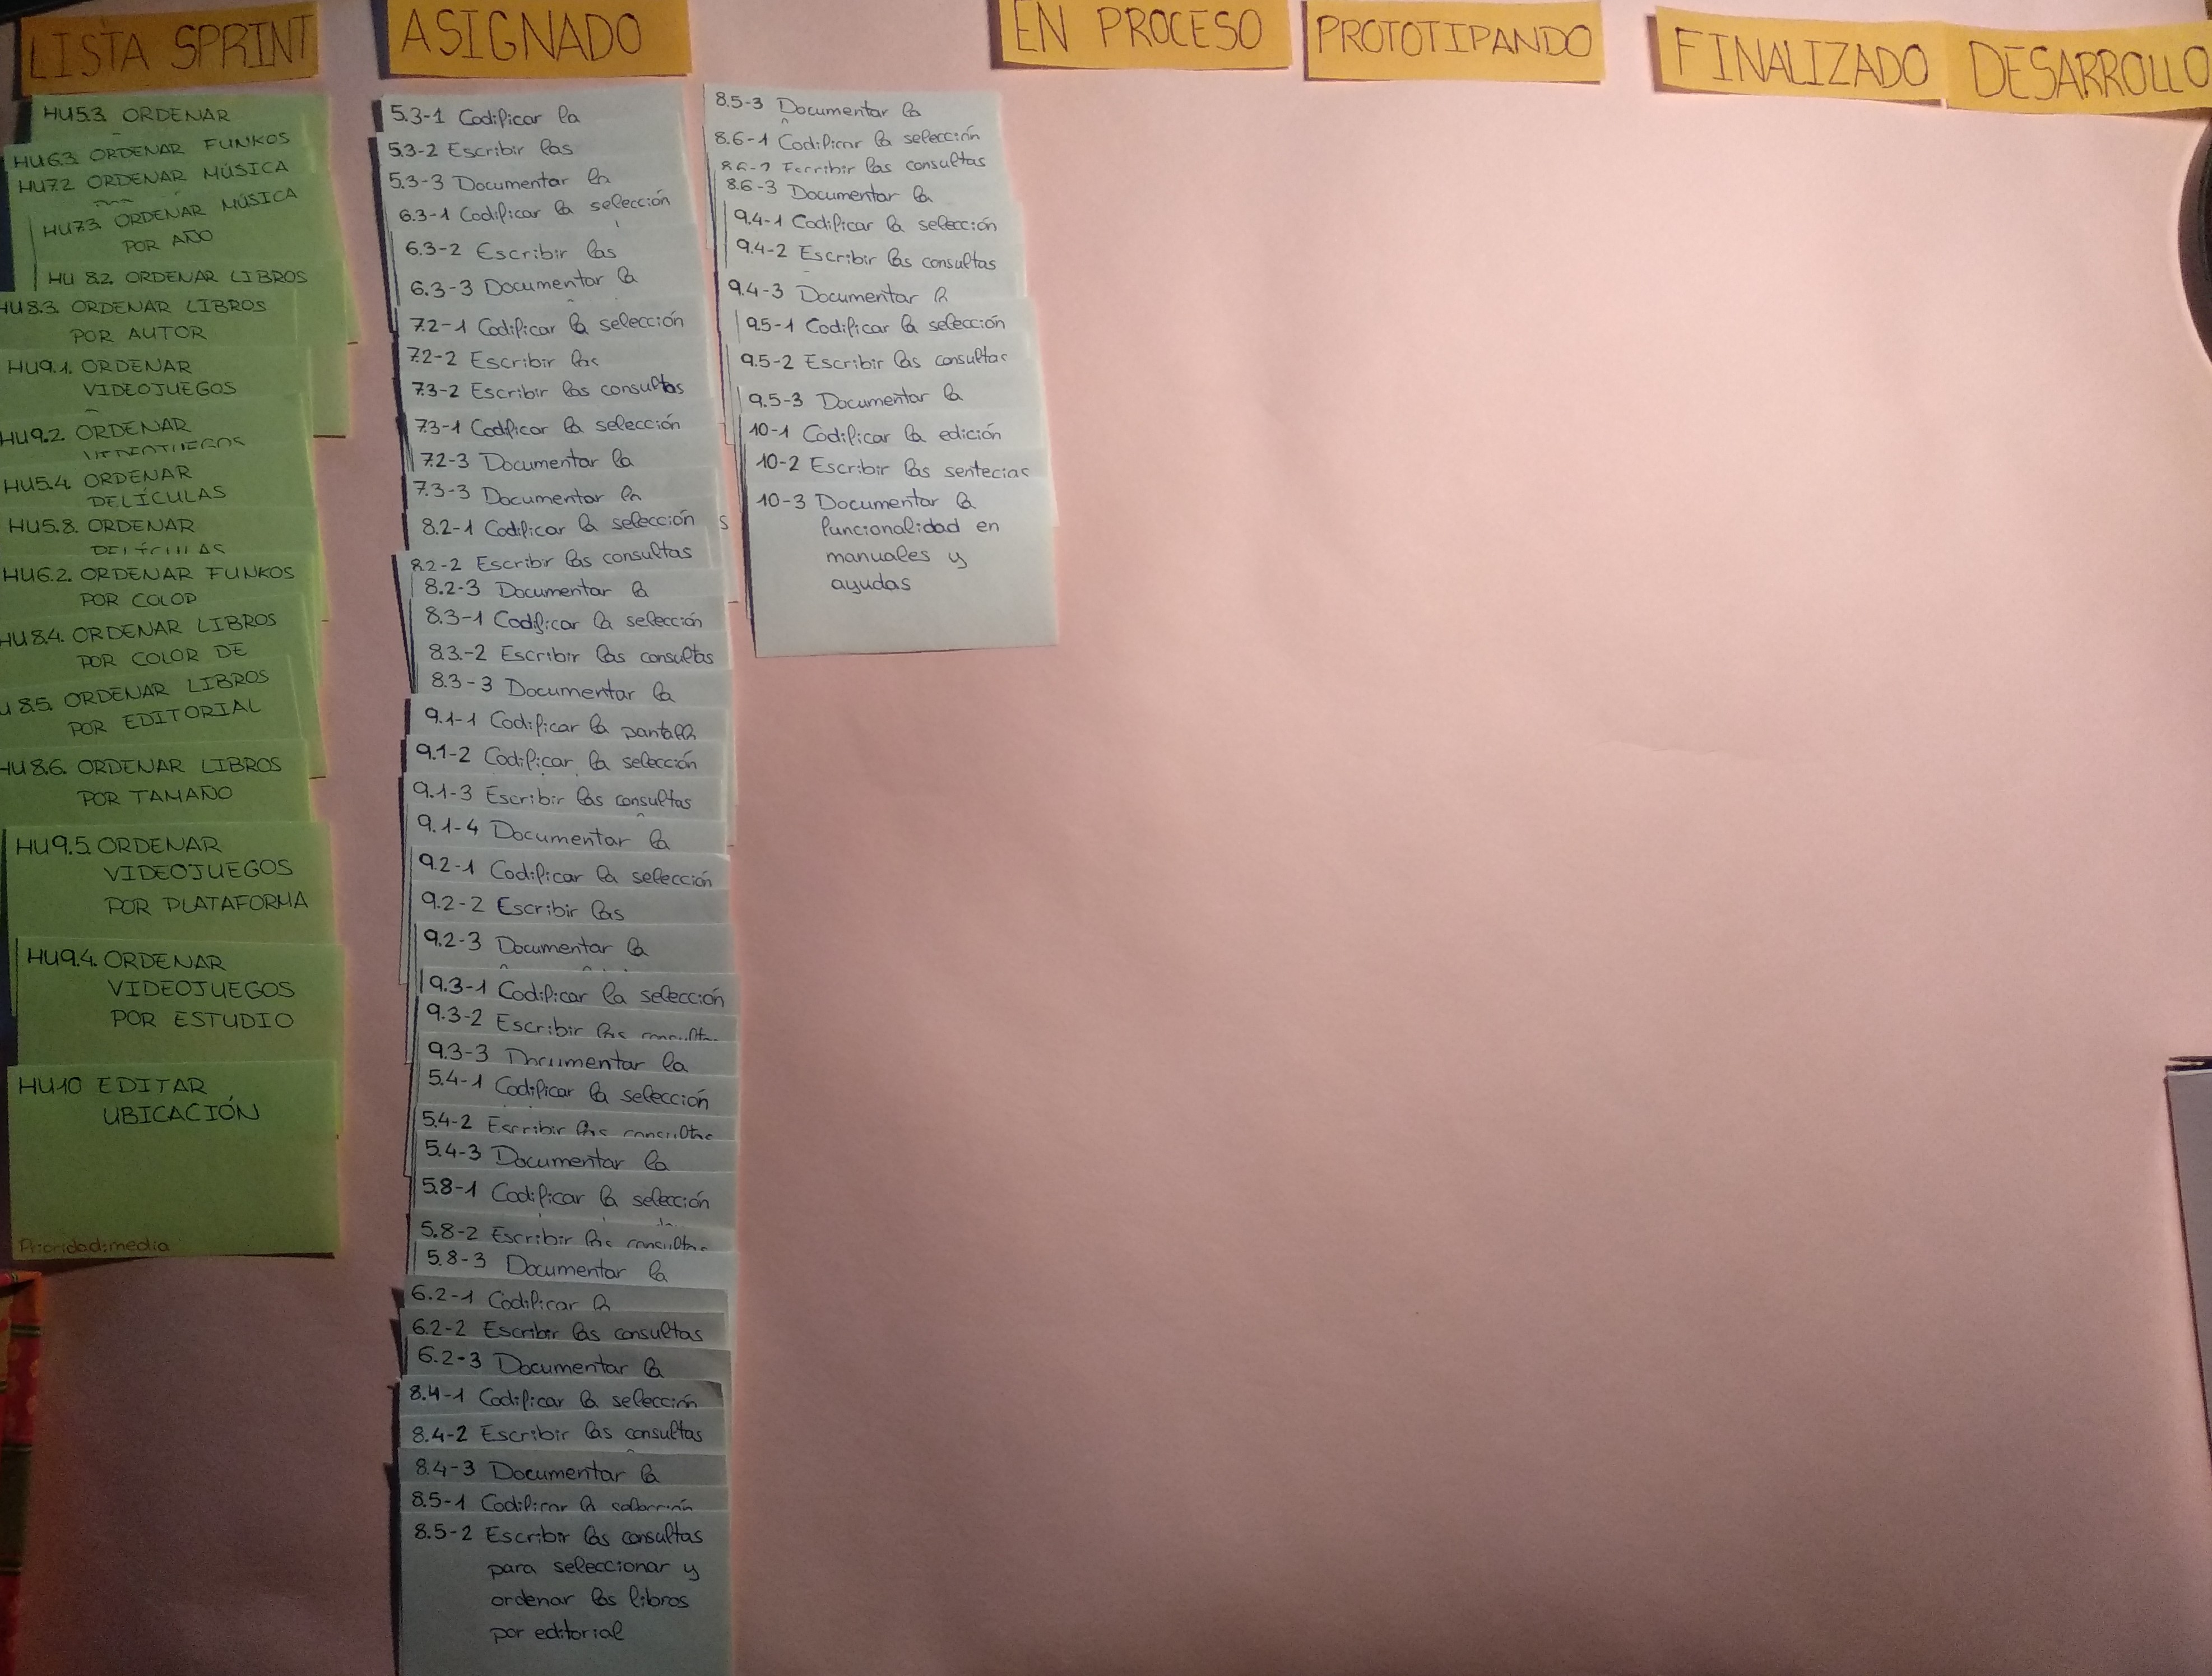 LISTA SPRINT
HU5.3. ORDENAR
HU6.3. ORDENAR FUNKOS
HU7.2 ORDENAR MÚSICA
HU7.3. ORDENAR MÚSICA
POR AÑO
HU 8.2. ORDENAR LIBROS
HU8.3. ORDENAR LIBROS
POR AUTOR
HU9.1. ORDENAR
VIDEOJUEGOS
HU9.2. ORDENAR
VIDEOJUEGOS
HU5.4. ORDENAR
PELÍCULAS
HU5.8. ORDENAR
PELÍCULAS
HU6.2. ORDENAR FUNKOS
POR COLOR
HU8.4. ORDENAR LIBROS
POR COLOR DE
U 8.5. ORDENAR LIBROS
POR EDITORIAL
HU8.6. ORDENAR LIBROS
POR TAMAÑO
HU9.5. ORDENAR
VIDEOJUEGOS
POR PLATAFORMA
HU9.4. ORDENAR
VIDEOJUEGOS
POR ESTUDIO
HU10 EDITAR
UBICACIÓN
Prioridad: media
ASIGNADO
5.3-1 Codificar la
5.3-2 Escribir las
5.3-3 Documentar la
6.3-1 Codificar la selección
6.3-2 Escribir las
6.3-3 Documentar la
7.2-1 Codificar la selección
7.2-2 Escribir las
7.3-2 Escribir las consultas
7.3-1 Codificar la selección
7.2-3 Documentar la
7.3-3 Documentar la
8.2-1 Codificar la selección
8.2-2 Escribir las consultas
8.2-3 Documentar la
8.3-1 Codificar la selección
8.3.-2 Escribir las consultas
8.3-3 Documentar la
9.1-1 Codificar la pantalla
9.1-2 Codificar la selección
9.1-3 Escribir las consultas
9.1-4 Documentar la
9.2-1 Codificar la selección
9.2-2 Escribir las
9.2-3 Documentar la
9.3-1 Codificar la selección
9.3-2 Escribir las consultas
9.3-3 Documentar la
5.4-1 Codificar la selección
5.4-2 Escribir las consultas
5.4-3 Documentar la
5.8-1 Codificar la selección
5.8-2 Escribir las consultas
5.8-3 Documentar la
6.2-1 Codificar la
6.2-2 Escribir las consultas
6.2-3 Documentar la
8.4-1 Codificar la selección
8.4-2 Escribir las consultas
8.4-3 Documentar la
8.5-1 Codificar la selección
8.5-2 Escribir las consultas
para seleccionar y
ordenar los libros
por editorial
8.5-3 Documentar la
8.6-1 Codificar la selección
8.6-2 Escribir las consultas
8.6-3 Documentar la
9.4-1 Codificar la selección
9.4-2 Escribir las consultas
9.4-3 Documentar la
9.5-1 Codificar la selección
9.5-2 Escribir las consultas
9.5-3 Documentar la
10-1 Codificar la edición
10-2 Escribir las sentecias
10-3 Documentar la
funcionalidad en
manuales y
ayudas
EN PROCESO
PROTOTIPANDO
FINALIZADO DESARROLLO